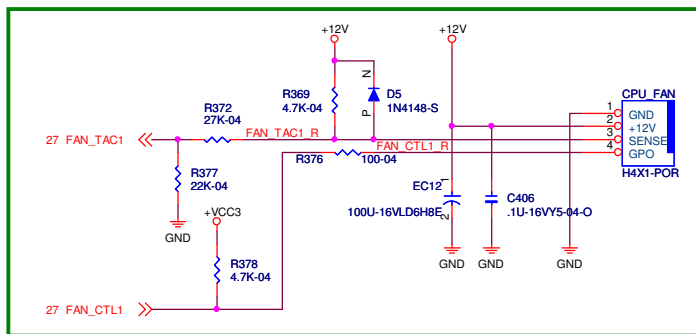 +12V
+12V
R369
4.7K-04
N
D5
1N4148-S
P
CPU_FAN
1
GND
2
+12V
3
SENSE
4
GPO
H4X1-POR
R372
27K-04
27 FAN_TAC1
FAN_TAC1_R
FAN_CTL1_R
R376
100-04
R377
22K-04
GND
+VCC3
EC12
1
100U-16VLD6H8E
2
C406
.1U-16VY5-04-O
GND
GND
GND
R378
4.7K-04
27 FAN_CTL1